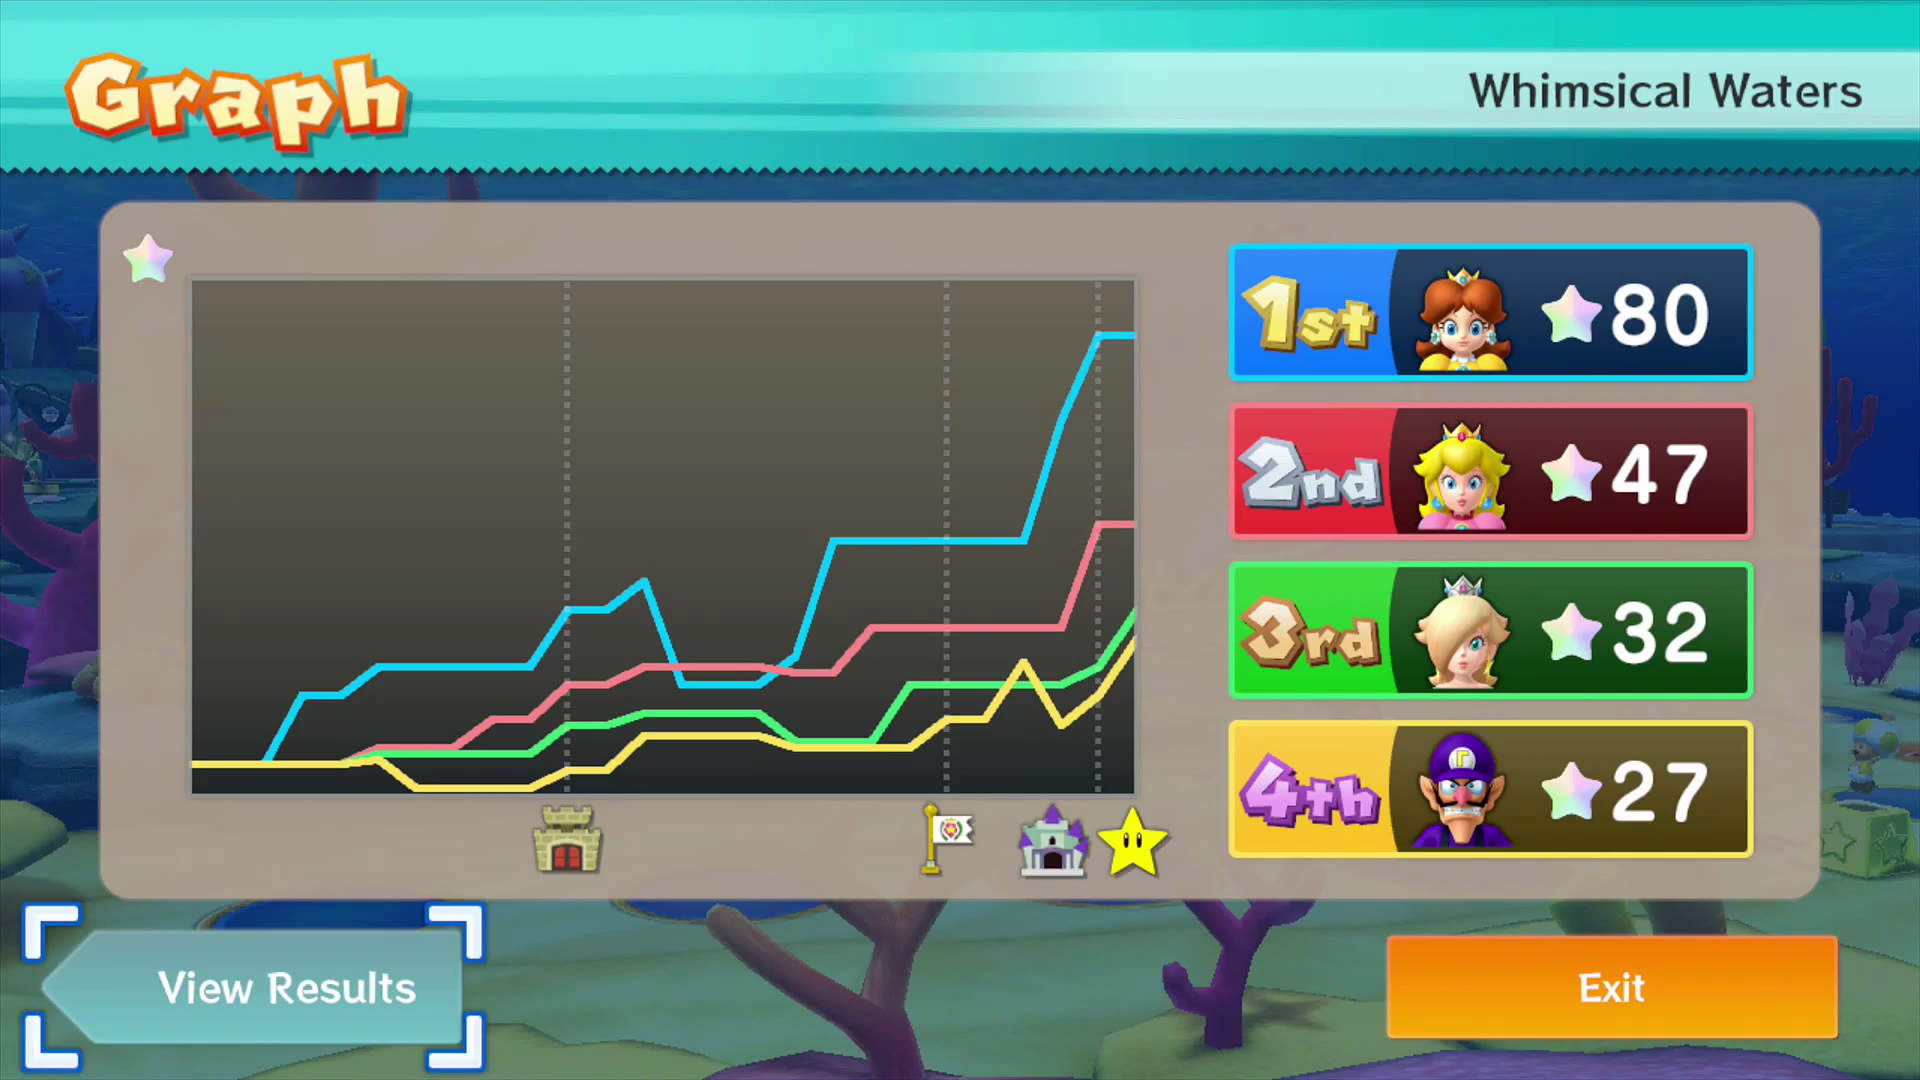 Graph
Whimsical Waters
1st 80
2nd 47
3rd 32
4th 27
View Results
Exit